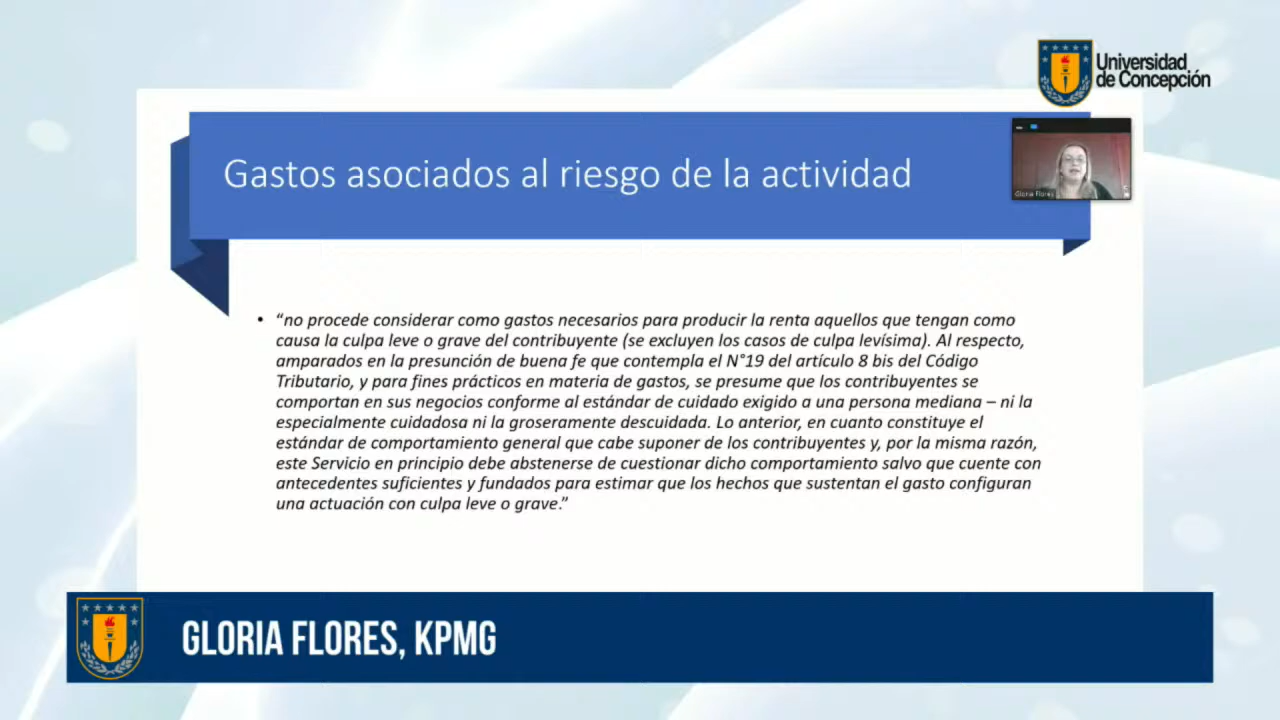 Universidad
de Concepción
Gastos asociados al riesgo de la actividad
Gloria Flores
• “no procede considerar como gastos necesarios para producir la renta aquellos que tengan como
causa la culpa leve o grave del contribuyente (se excluyen los casos de culpa levísima). Al respecto,
amparados en la presunción de buena fe que contempla el N°19 del artículo 8 bis del Código
Tributario, y para fines prácticos en materia de gastos, se presume que los contribuyentes se
comportan en sus negocios conforme al estándar de cuidado exigido a una persona mediana – ni la
especialmente cuidadosa ni la groseramente descuidada. Lo anterior, en cuanto constituye el
estándar de comportamiento general que cabe suponer de los contribuyentes y, por la misma razón,
este Servicio en principio debe abstenerse de cuestionar dicho comportamiento salvo que cuente con
antecedentes suficientes y fundados para estimar que los hechos que sustentan el gasto configuran
una actuación con culpa leve o grave.”
GLORIA FLORES, KPMG